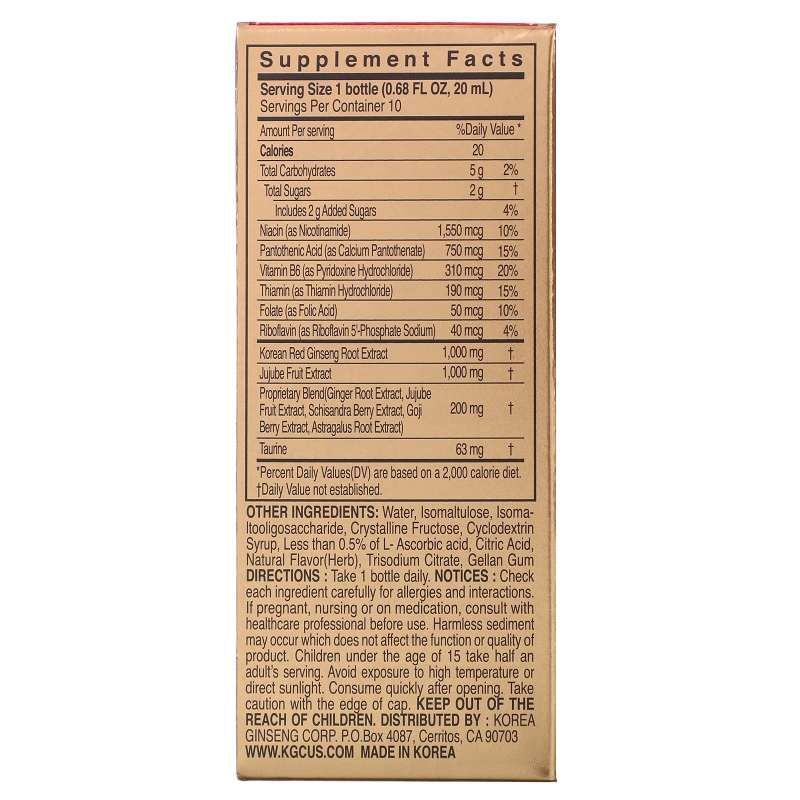 Supplement Facts
Serving Size 1 bottle (0.68 FL OZ, 20 mL)
Servings Per Container 10
Amount Per serving %Daily Value *
Calories 20
Total Carbohydrates 5 g 2%
Total Sugars 2 g †
Includes 2 g Added Sugars 4%
Niacin (as Nicotinamide) 1,550 mcg 10%
Pantothenic Acid (as Calcium Pantothenate) 750 mcg 15%
Vitamin B6 (as Pyridoxine Hydrochloride) 310 mcg 20%
Thiamin (as Thiamin Hydrochloride) 190 mcg 15%
Folate (as Folic Acid) 50 mcg 10%
Riboflavin (as Riboflavin 5'-Phosphate Sodium) 40 mcg 4%
Korean Red Ginseng Root Extract 1,000 mg †
Jujube Fruit Extract 1,000 mg †
Proprietary Blend(Ginger Root Extract, Jujube
Fruit Extract, Schisandra Berry Extract, Goji 200 mg †
Berry Extract, Astragalus Root Extract)
Taurine 63 mg †
*Percent Daily Values(DV) are based on a 2,000 calorie diet.
†Daily Value not established.
OTHER INGREDIENTS: Water, Isomaltulose, Isoma-
ltooligosaccharide, Crystalline Fructose, Cyclodextrin
Syrup, Less than 0.5% of L- Ascorbic acid, Citric Acid,
Natural Flavor(Herb), Trisodium Citrate, Gellan Gum
DIRECTIONS : Take 1 bottle daily. NOTICES : Check
each ingredient carefully for allergies and interactions.
If pregnant, nursing or on medication, consult with
healthcare professional before use. Harmless sediment
may occur which does not affect the function or quality of
product. Children under the age of 15 take half an
adult's serving. Avoid exposure to high temperature or
direct sunlight. Consume quickly after opening. Take
caution with the edge of cap. KEEP OUT OF THE
REACH OF CHILDREN. DISTRIBUTED BY : KOREA
GINSENG CORP. P.O.Box 4087, Cerritos, CA 90703
WWW.KGCUS.COM MADE IN KOREA